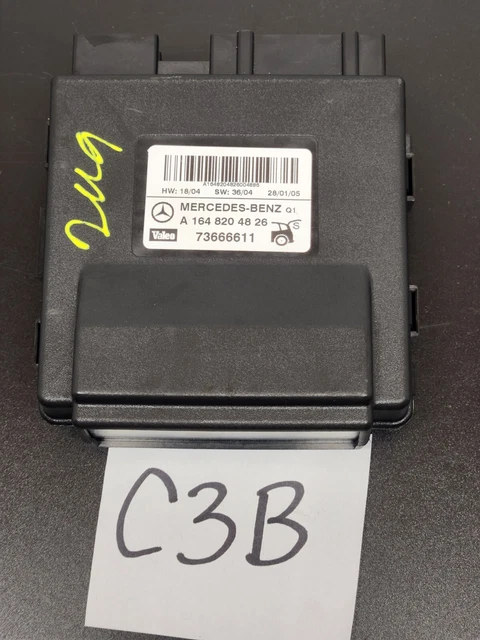 A1648204826004886
HW: 18/04 SW: 36/04 28/01/05
MERCEDES-BENZ Q1
A 164 820 48 26
Valeo 73666611 S
C3B